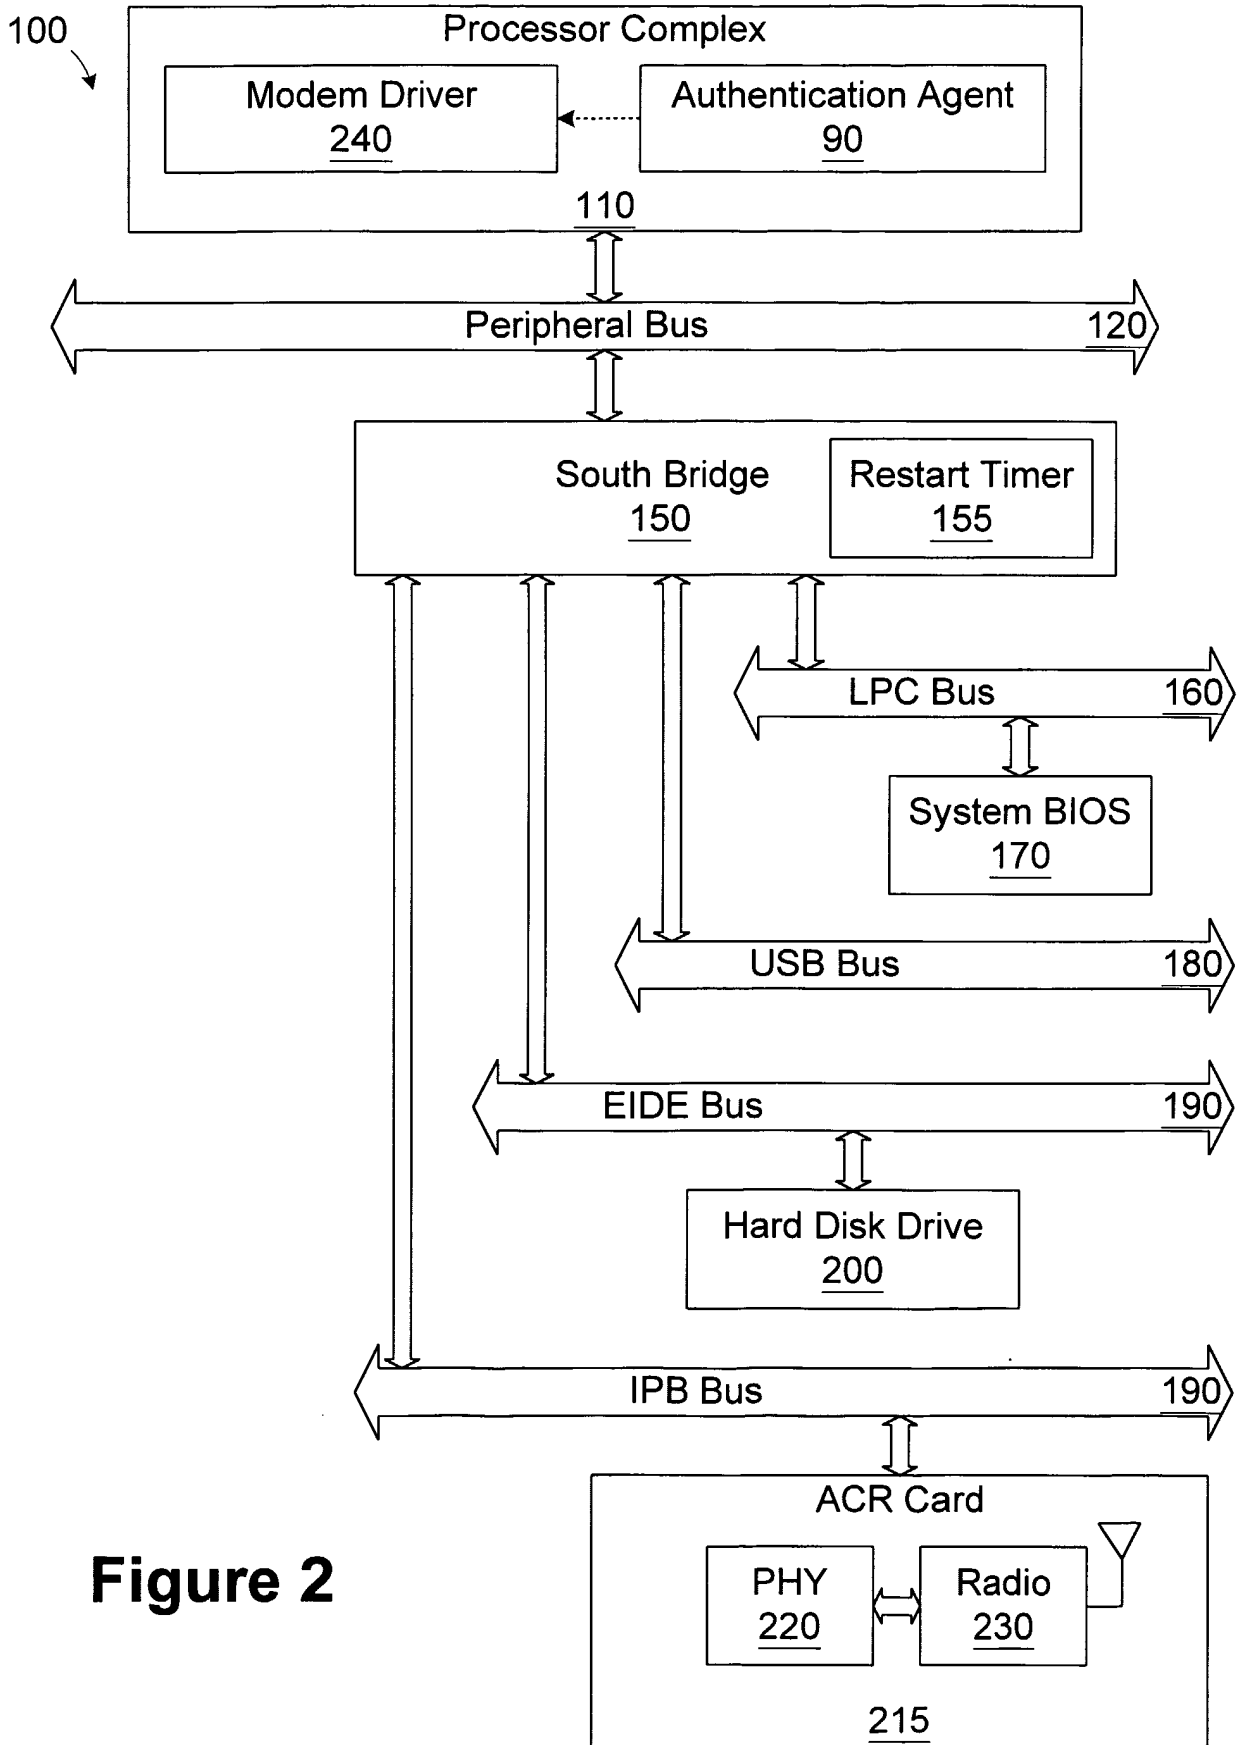 100
Processor Complex
Modem Driver
240
Authentication Agent
90
110
Peripheral Bus
120
South Bridge
150
Restart Timer
155
LPC Bus
160
System BIOS
170
USB Bus
180
EIDE Bus
190
Hard Disk Drive
200
IPB Bus
190
ACR Card
PHY
220
Radio
230
215
Figure 2